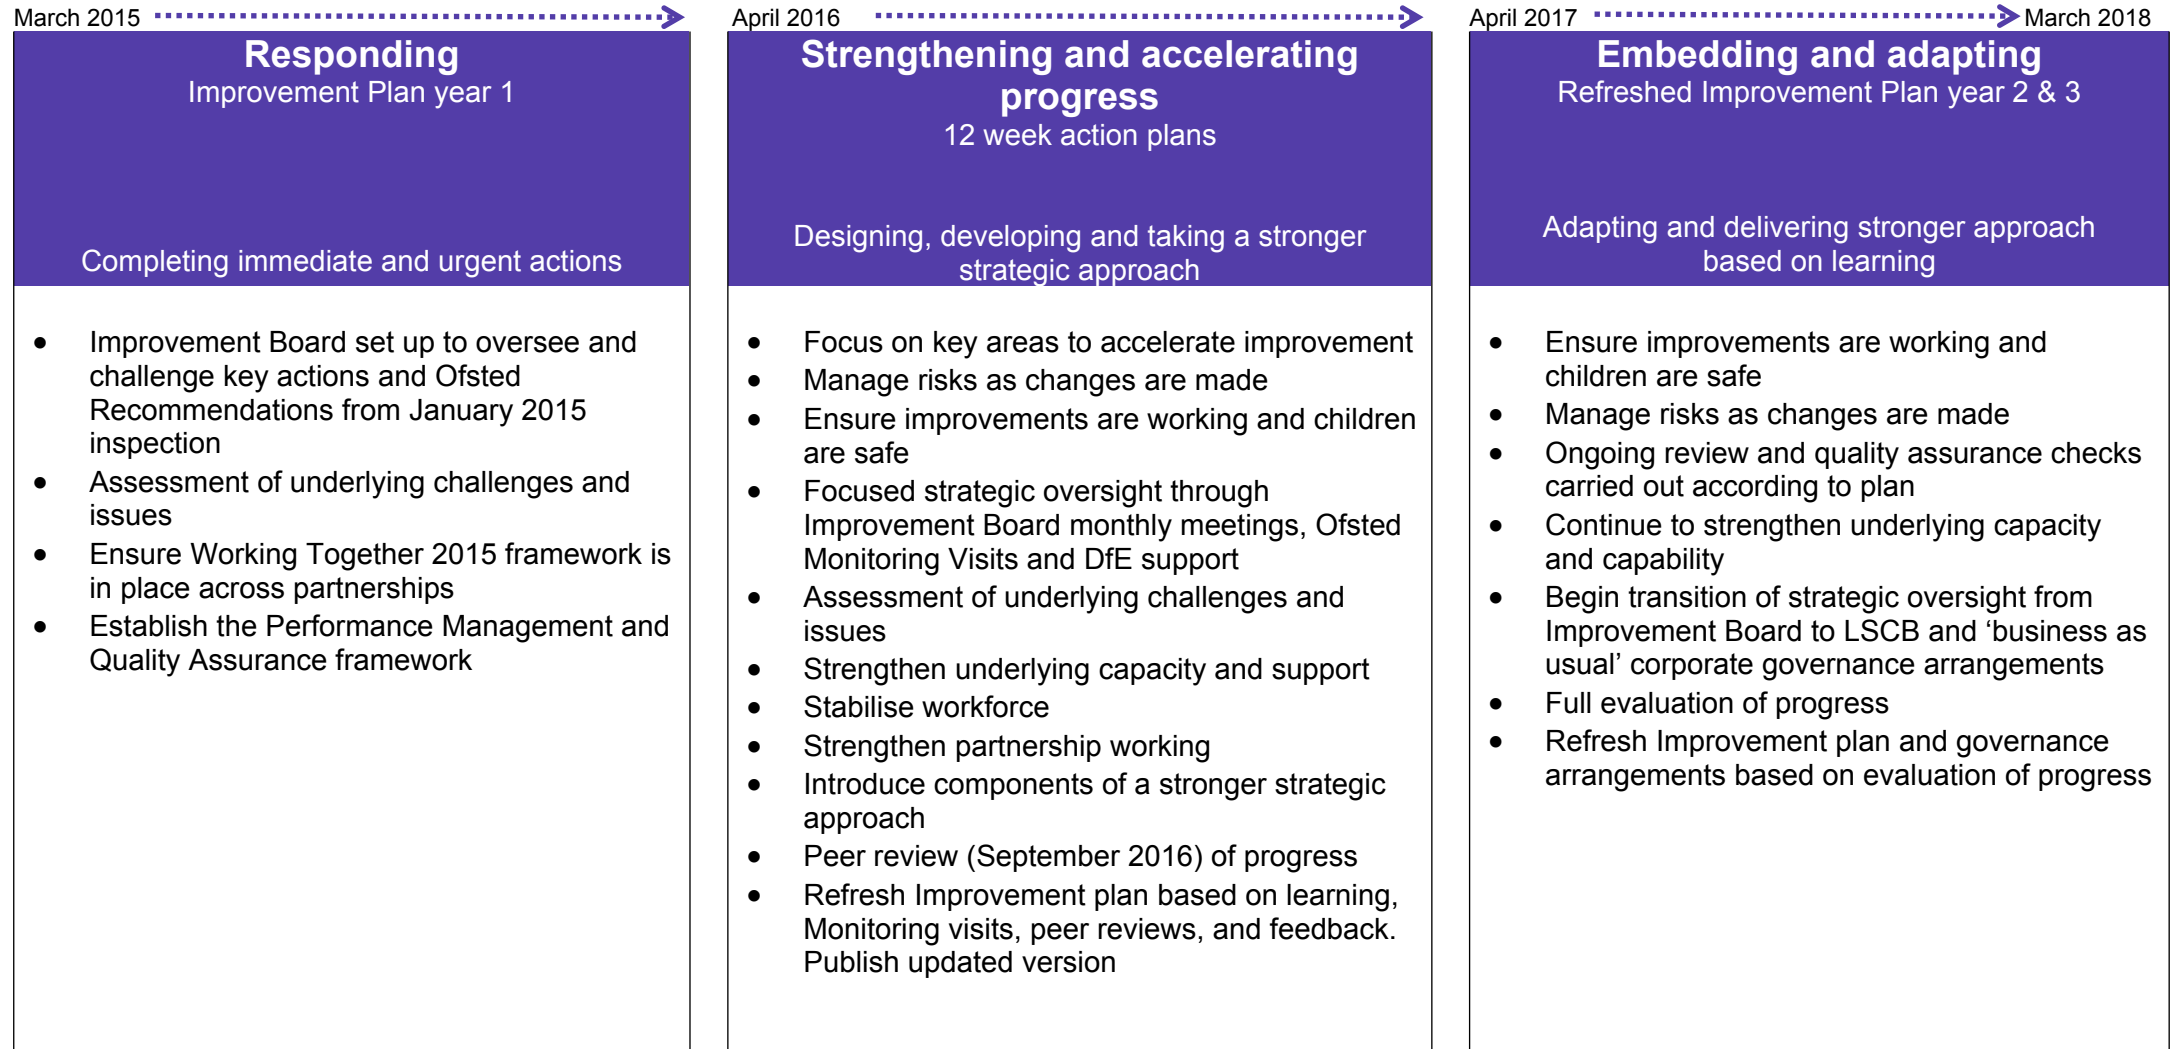 March 2015
April 2016
April 2017
March 2018
Responding
Improvement Plan year 1
Completing immediate and urgent actions
• Improvement Board set up to oversee and
challenge key actions and Ofsted
Recommendations from January 2015
inspection
• Assessment of underlying challenges and
issues
• Ensure Working Together 2015 framework is
in place across partnerships
• Establish the Performance Management and
Quality Assurance framework
Strengthening and accelerating
progress
12 week action plans
Designing, developing and taking a stronger
strategic approach
• Focus on key areas to accelerate improvement
• Manage risks as changes are made
• Ensure improvements are working and children
are safe
• Focused strategic oversight through
Improvement Board monthly meetings, Ofsted
Monitoring Visits and DfE support
• Assessment of underlying challenges and
issues
• Strengthen underlying capacity and support
• Stabilise workforce
• Strengthen partnership working
• Introduce components of a stronger strategic
approach
• Peer review (September 2016) of progress
• Refresh Improvement plan based on learning,
Monitoring visits, peer reviews, and feedback.
Publish updated version
Embedding and adapting
Refreshed Improvement Plan year 2 & 3
Adapting and delivering stronger approach
based on learning
• Ensure improvements are working and
children are safe
• Manage risks as changes are made
• Ongoing review and quality assurance checks
carried out according to plan
• Continue to strengthen underlying capacity
and capability
• Begin transition of strategic oversight from
Improvement Board to LSCB and ‘business as
usual’ corporate governance arrangements
• Full evaluation of progress
• Refresh Improvement plan and governance
arrangements based on evaluation of progress